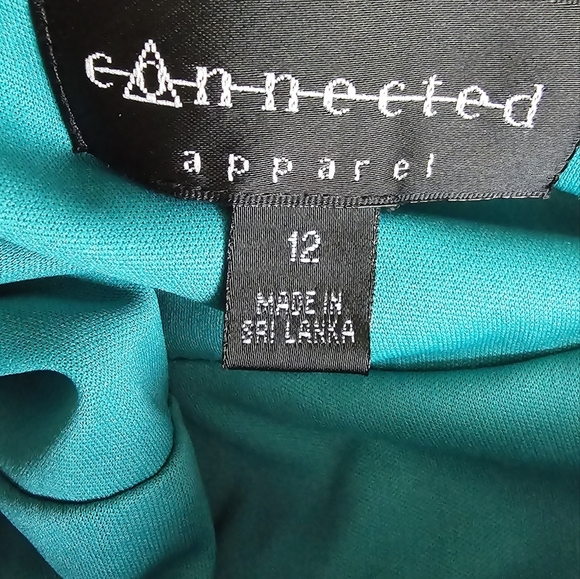 connected
apparel
12
MADE IN
SRI LANKA